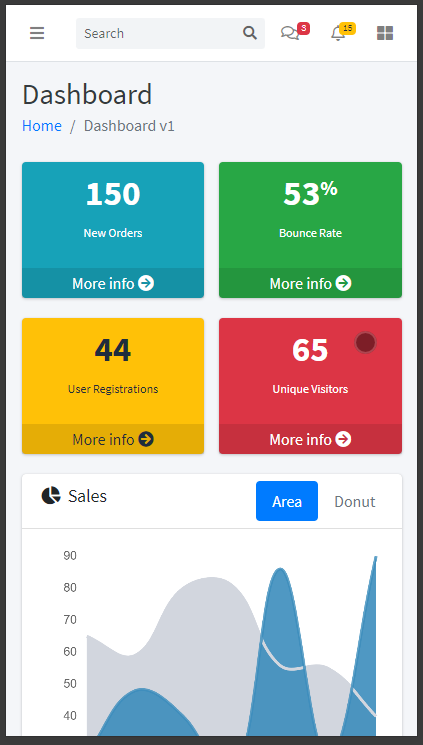 Search
3
15
Dashboard
Home / Dashboard v1
150
New Orders
More info
53%
Bounce Rate
More info
44
User Registrations
More info
65
Unique Visitors
More info
Sales
Area
Donut
90
80
70
60
50
40